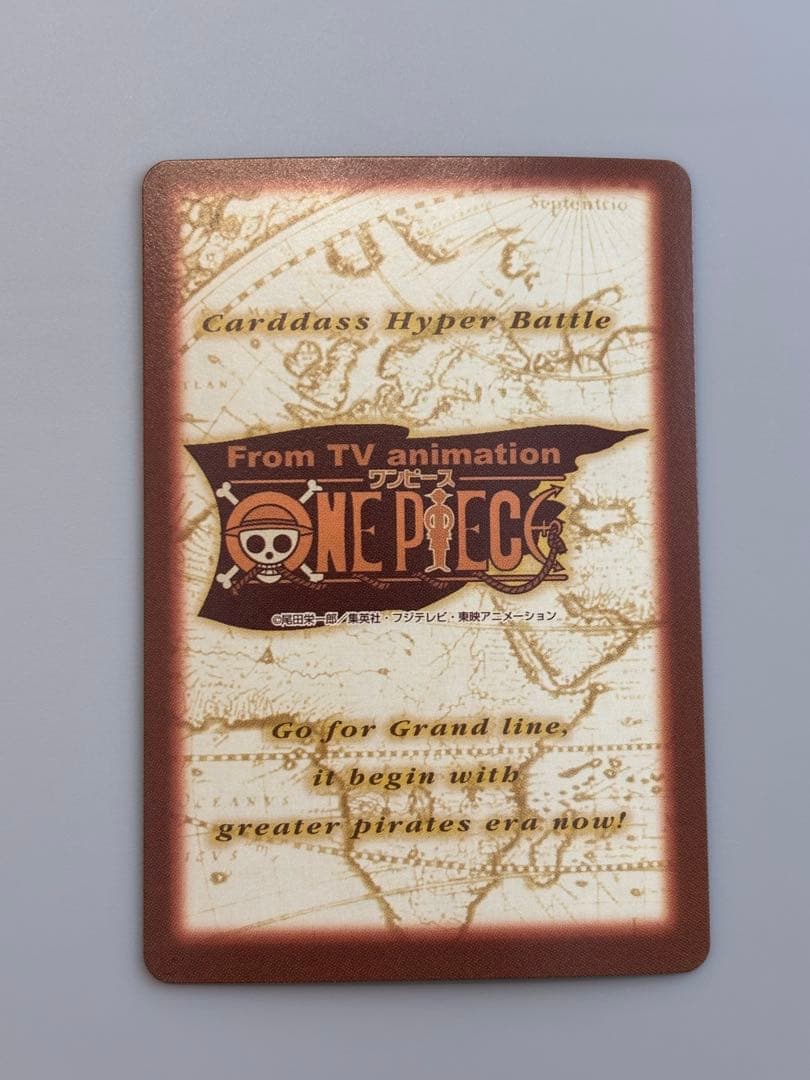 Septentrio
Carddass Hyper Battle
From TV animation
ワンピース
ONE PIECE
©尾田栄一郎／集英社・フジテレビ・東映アニメーション
Go for Grand line,
it begin with
greater pirates era now!